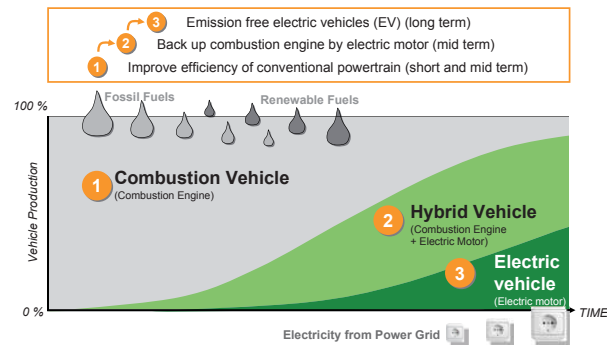 3 Emission free electric vehicles (EV) (long term)
2 Back up combustion engine by electric motor (mid term)
1 Improve efficiency of conventional powertrain (short and mid term)
Fossil Fuels
Renewable Fuels
100 %
1 Combustion Vehicle
(Combustion Engine)
Vehicle Production
2 Hybrid Vehicle
(Combustion Engine
+ Electric Motor)
3 Electric
vehicle
(Electric motor)
0 %
TIME
Electricity from Power Grid